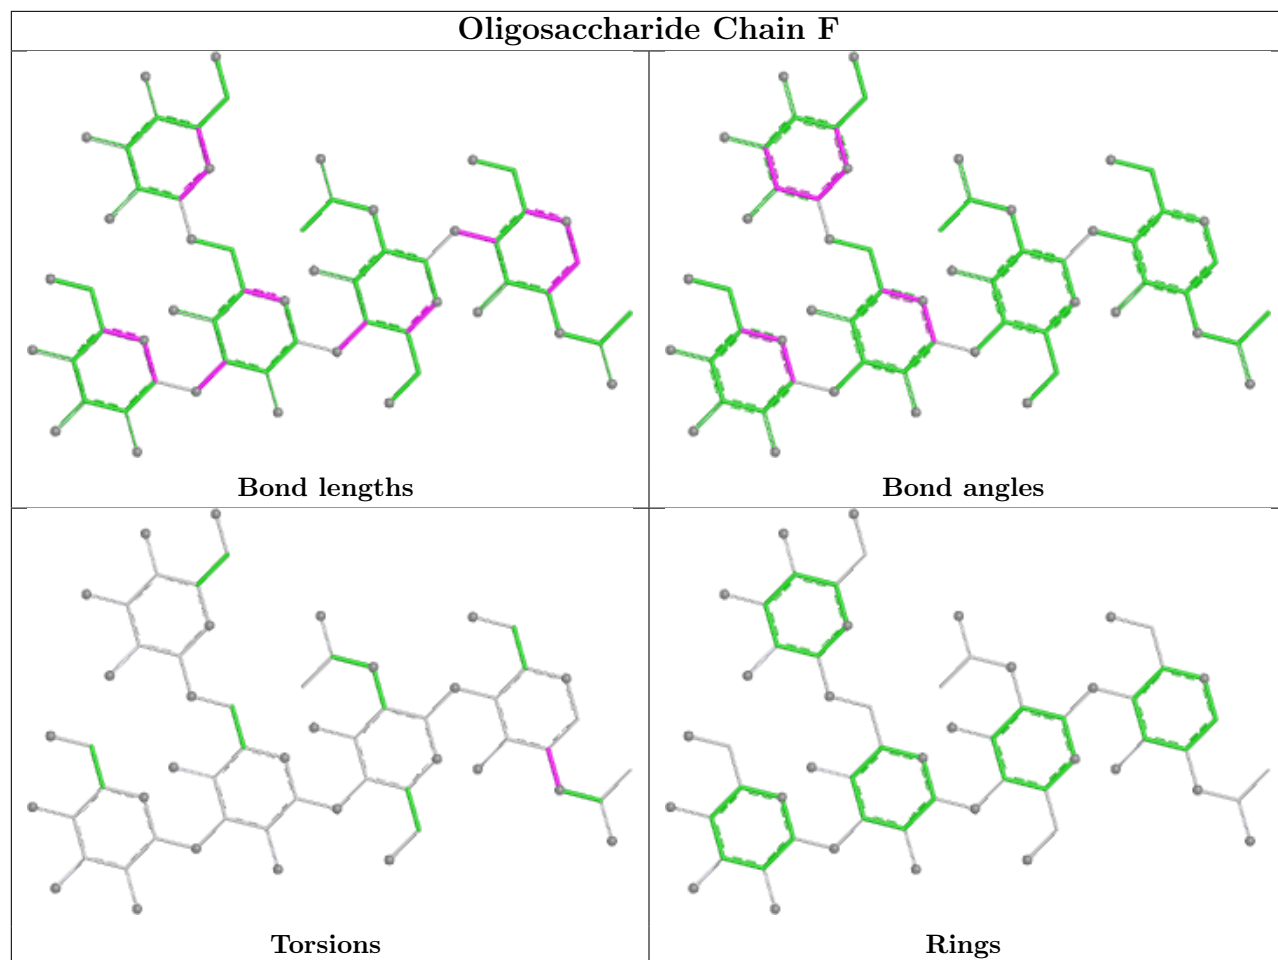 Oligosaccharide Chain F
Bond lengths
Bond angles
Torsions
Rings